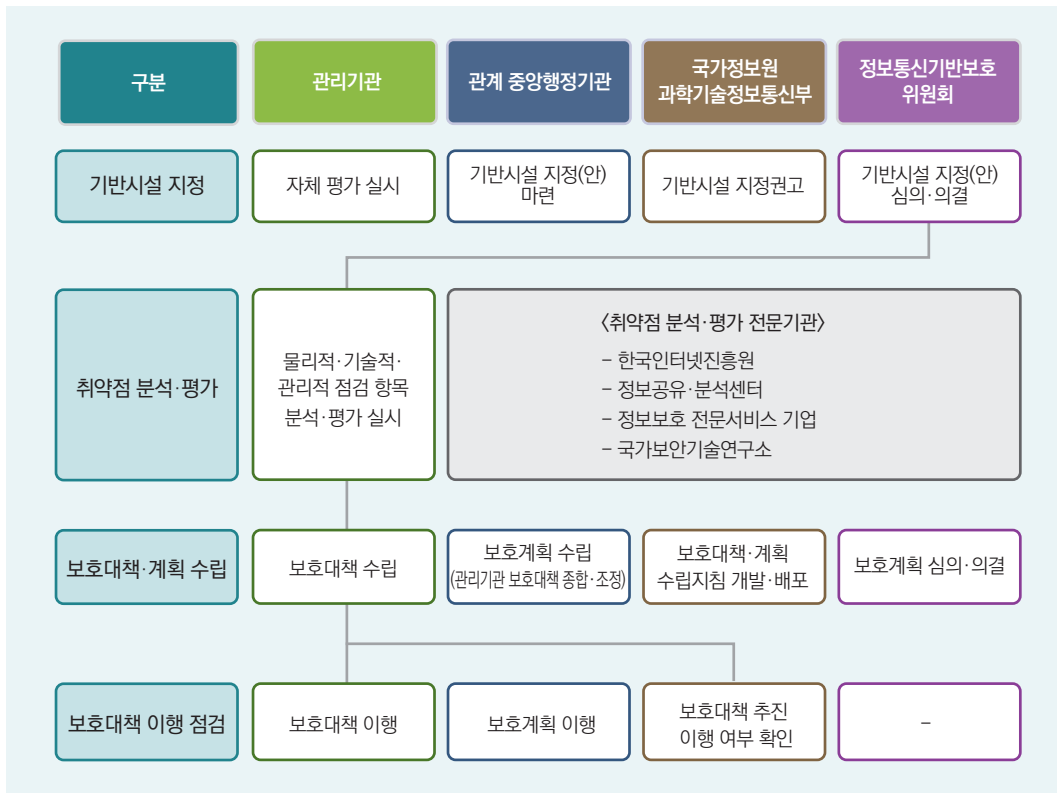 구분
관리기관
관계 중앙행정기관
국가정보원
과학기술정보통신부
정보통신기반보호
위원회
기반시설 지정
자체 평가 실시
기반시설 지정(안)
마련
기반시설 지정권고
기반시설 지정(안)
심의·의결
취약점 분석·평가
물리적·기술적·
관리적 점검 항목
분석·평가 실시
〈취약점 분석·평가 전문기관〉
– 한국인터넷진흥원
– 정보공유·분석센터
– 정보보호 전문서비스 기업
– 국가보안기술연구소
보호대책·계획 수립
보호대책 수립
보호계획 수립
(관리기관 보호대책 종합·조정)
보호대책·계획
수립지침 개발·배포
보호계획 심의·의결
보호대책 이행 점검
보호대책 이행
보호계획 이행
보호대책 추진
이행 여부 확인
–